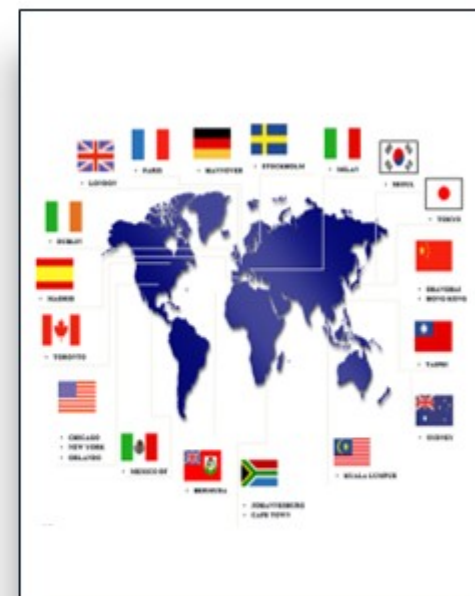 • LONDON
• PARIS
• HANNOVER
• STOCKHOLM
• MILAN
• SEOUL
• TOKYO
• DUBLIN
• MADRID
• TORONTO
• SHANGHAI
• HONG KONG
• TAIPEI
• SYDNEY
• CHICAGO
• NEW YORK
• ORLANDO
• MEXICO DF
• BERMUDA
• JOHANNESBURG
• CAPE TOWN
• KUALA LUMPUR